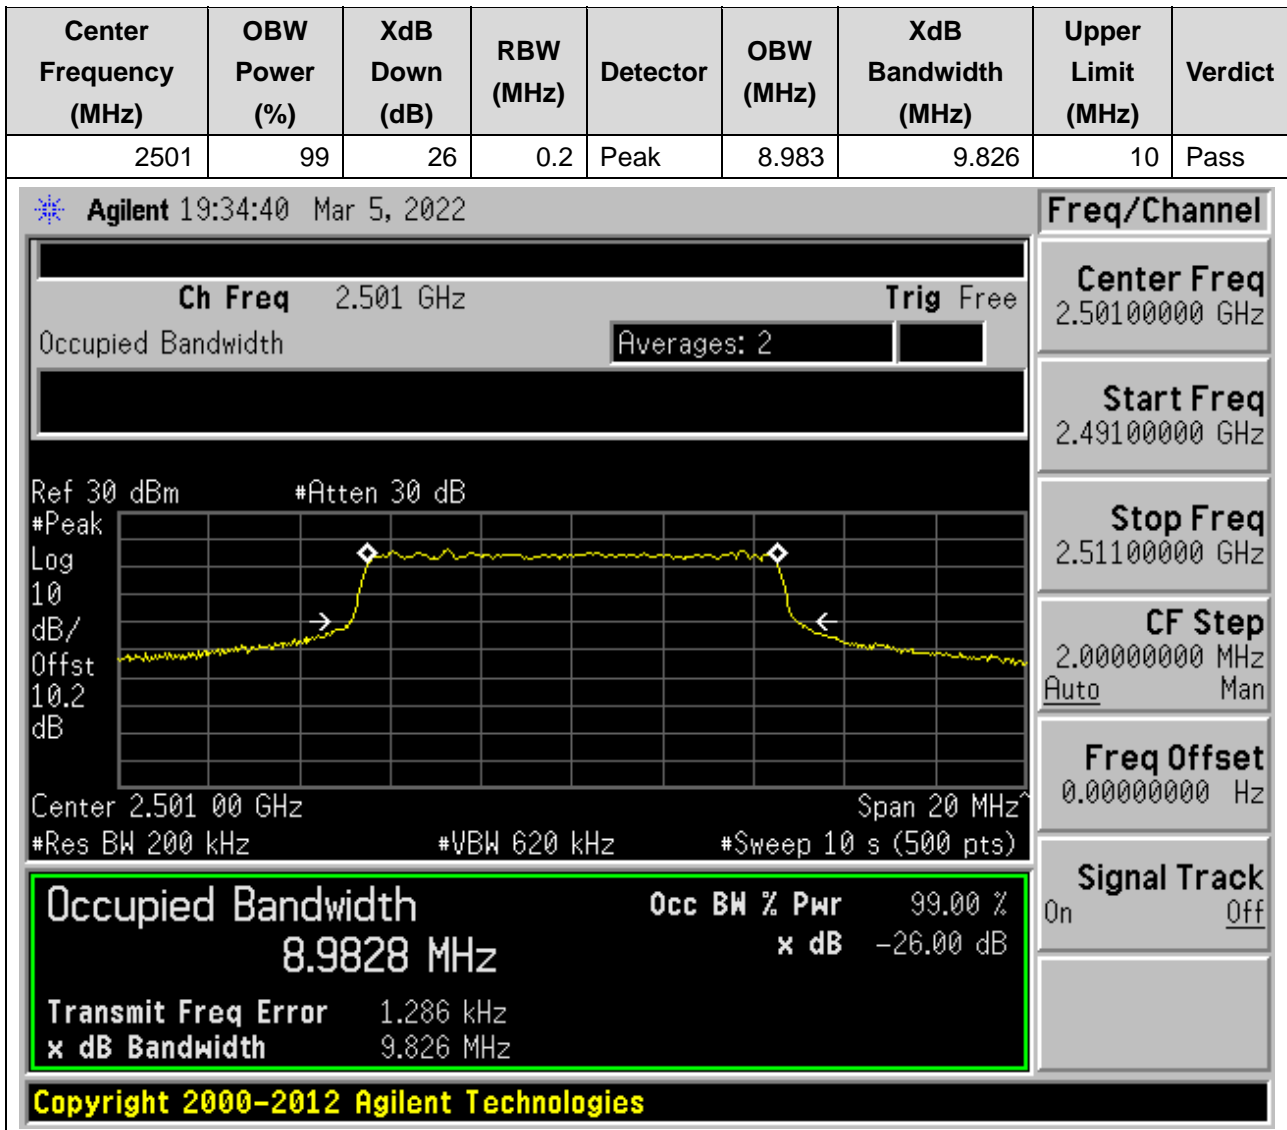 Center Frequency (MHz) OBW Power (%) XdB Down (dB) RBW (MHz) Detector OBW (MHz) XdB Bandwidth (MHz) Upper Limit (MHz) Verdict
2501 99 26 0.2 Peak 8.983 9.826 10 Pass
Agilent 19:34:40 Mar 5, 2022
Freq/Channel
Ch Freq 2.501 GHz Trig Free
Occupied Bandwidth Averages: 2
Ref 30 dBm #Atten 30 dB
#Peak
Log
10
dB/
Offst
10.2
dB
Center 2.501 00 GHz Span 20 MHz^
#Res BW 200 kHz #VBW 620 kHz #Sweep 10 s (500 pts)
Occupied Bandwidth
8.9828 MHz
Occ BW % Pwr 99.00 %
x dB -26.00 dB
Transmit Freq Error 1.286 kHz
x dB Bandwidth 9.826 MHz
Center Freq
2.50100000 GHz
Start Freq
2.49100000 GHz
Stop Freq
2.51100000 GHz
CF Step
2.00000000 MHz
Auto Man
Freq Offset
0.00000000 Hz
Signal Track
On Off
Copyright 2000-2012 Agilent Technologies